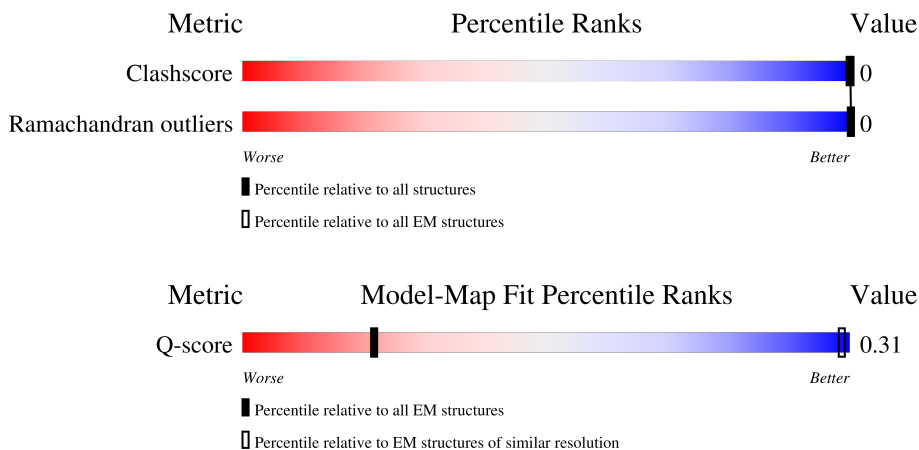 Metric Percentile Ranks Value
Clashscore 0
Ramachandran outliers 0
Worse Better
Percentile relative to all structures
Percentile relative to all EM structures
Metric Model-Map Fit Percentile Ranks Value
Q-score 0.31
Worse Better
Percentile relative to all EM structures
Percentile relative to EM structures of similar resolution